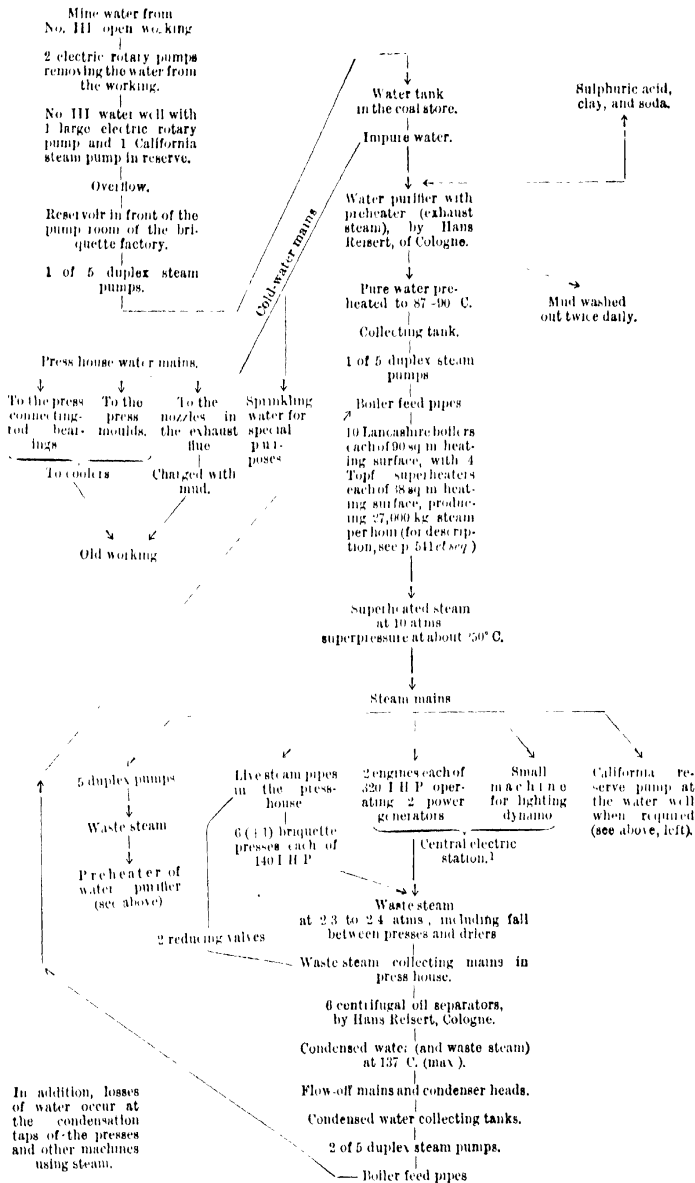 Mine water from
No. III open working
2 electric rotary pumps
removing the water from
the working.
No III water well with
1 large electric rotary
pump and 1 California
steam pump in reserve.
Overflow.
Reservoir in front of the
pump room of the bri-
quette factory.
1 of 5 duplex steam
pumps.
Cold-water mains
Press house water mains.
To the press
connecting-
rod bear-
ings
To the
press
moulds.
To the
nozzles in
the exhaust
flue
Sprinkling
water for
special
pur-
poses
To coolers
Charged with
mud.
Old working
Water tank
in the coal store.
Impure water.
Sulphuric acid,
clay, and soda.
Water purifier with
preheater (exhaust
steam), by Hans
Reisert, of Cologne.
Mud washed
out twice daily.
Pure water pre-
heated to 87-90 C.
Collecting tank.
1 of 5 duplex steam
pumps
Boiler feed pipes
10 Lancashire boilers
each of 90 sq m heat-
ing surface, with 4
Topf superheaters
each of 38 sq m heat-
ing surface, produc-
ing 27,000 kg steam
per hour (for descrip-
tion, see p 541 et seq )
Superheated steam
at 10 atms
superpressure at about 250° C.
Steam mains
5 duplex pumps
Waste steam
Preheater of
water purifier
(see above)
Live steam pipes
in the press-
house
6 (+1) briquette
presses each of
140 I H P
2 engines each of
320 I H P oper-
ating 2 power
generators
Small
machine
for lighting
dynamo
California re-
serve pump at
the water well
when required
(see above, left).
Central electric
station.1
Waste steam
at 2 3 to 2 4 atms, including fall
between presses and driers
2 reducing valves
Waste steam collecting mains in
press house.
6 centrifugal oil separators,
by Hans Reisert, Cologne.
Condensed water (and waste steam)
at 137 C. (max ).
Flow-off mains and condenser heads.
Condensed water collecting tanks.
2 of 5 duplex steam pumps.
Boiler feed pipes
In addition, losses
of water occur at
the condensation
taps of the presses
and other machines
using steam.